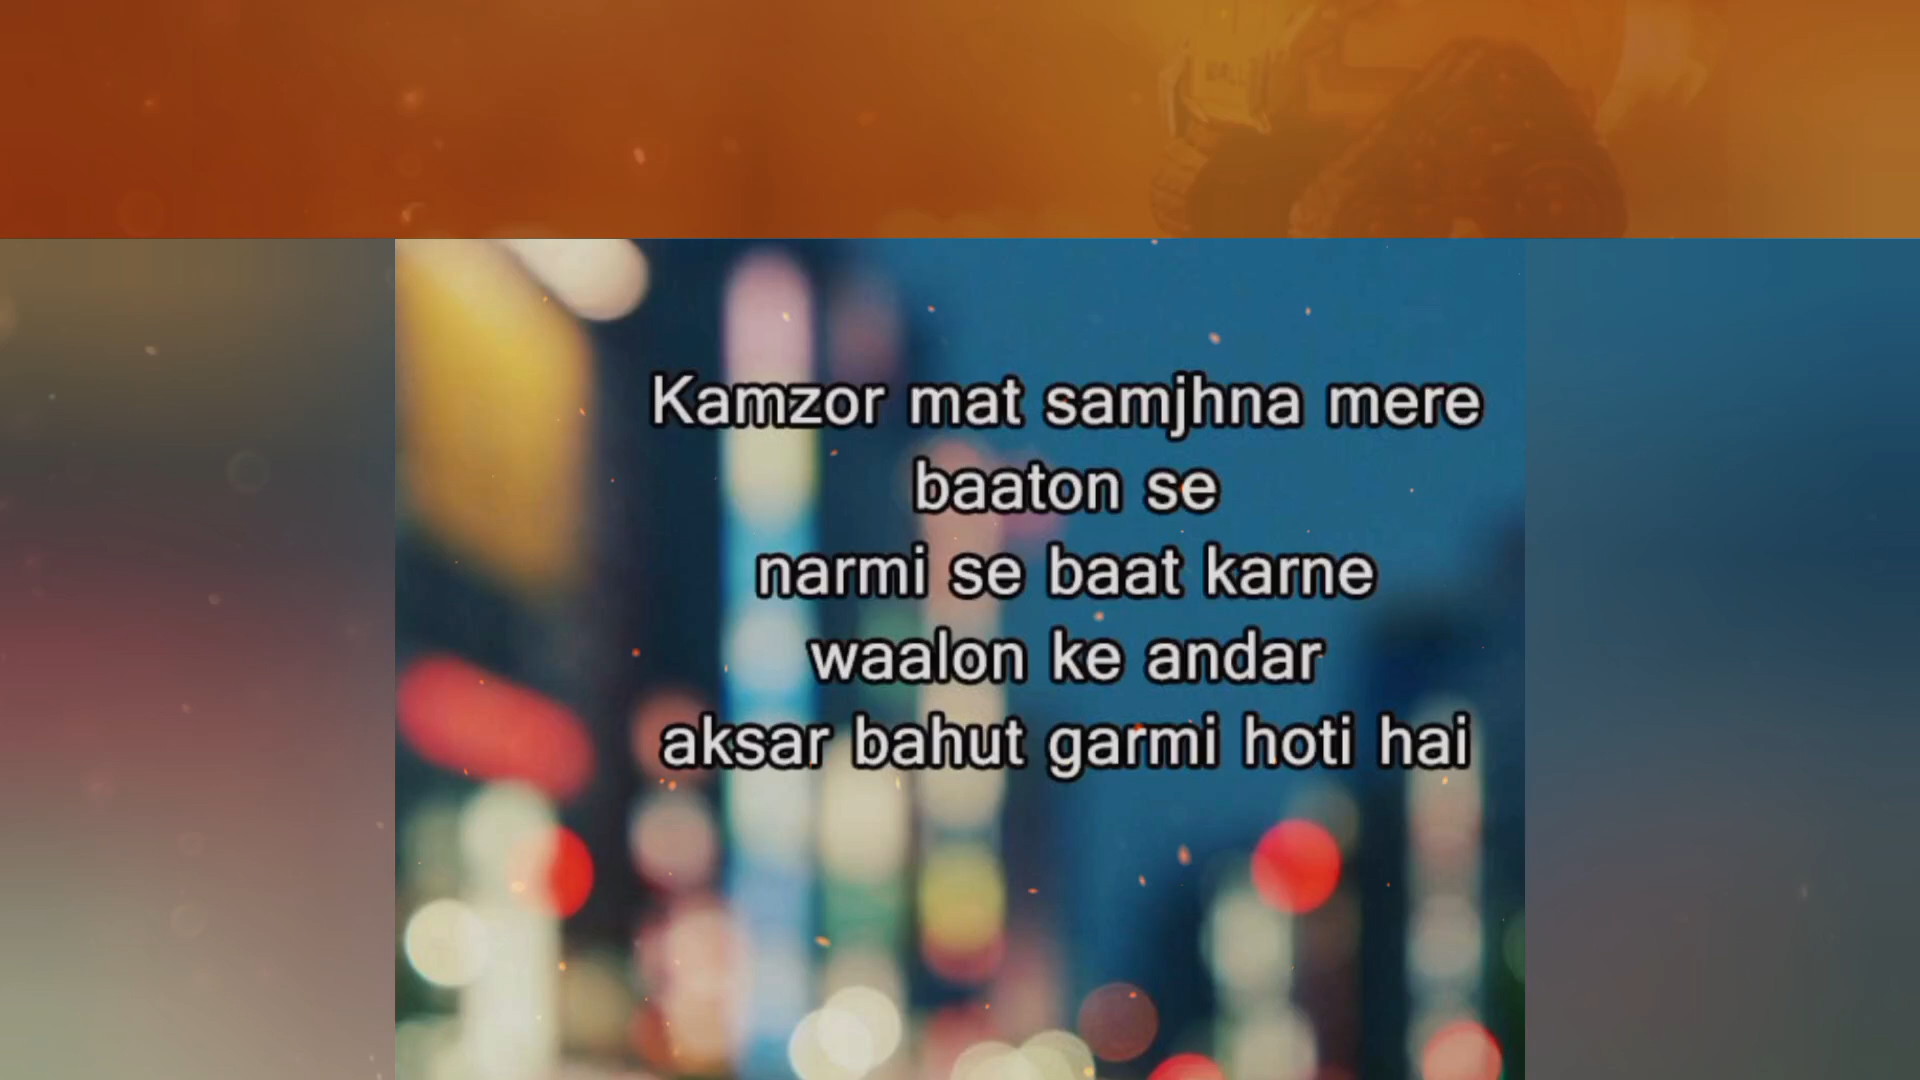 Kamzor mat samjhna mere
baaton se
narmi se baat karne
waalon ke andar
aksar bahut garmi hoti hai